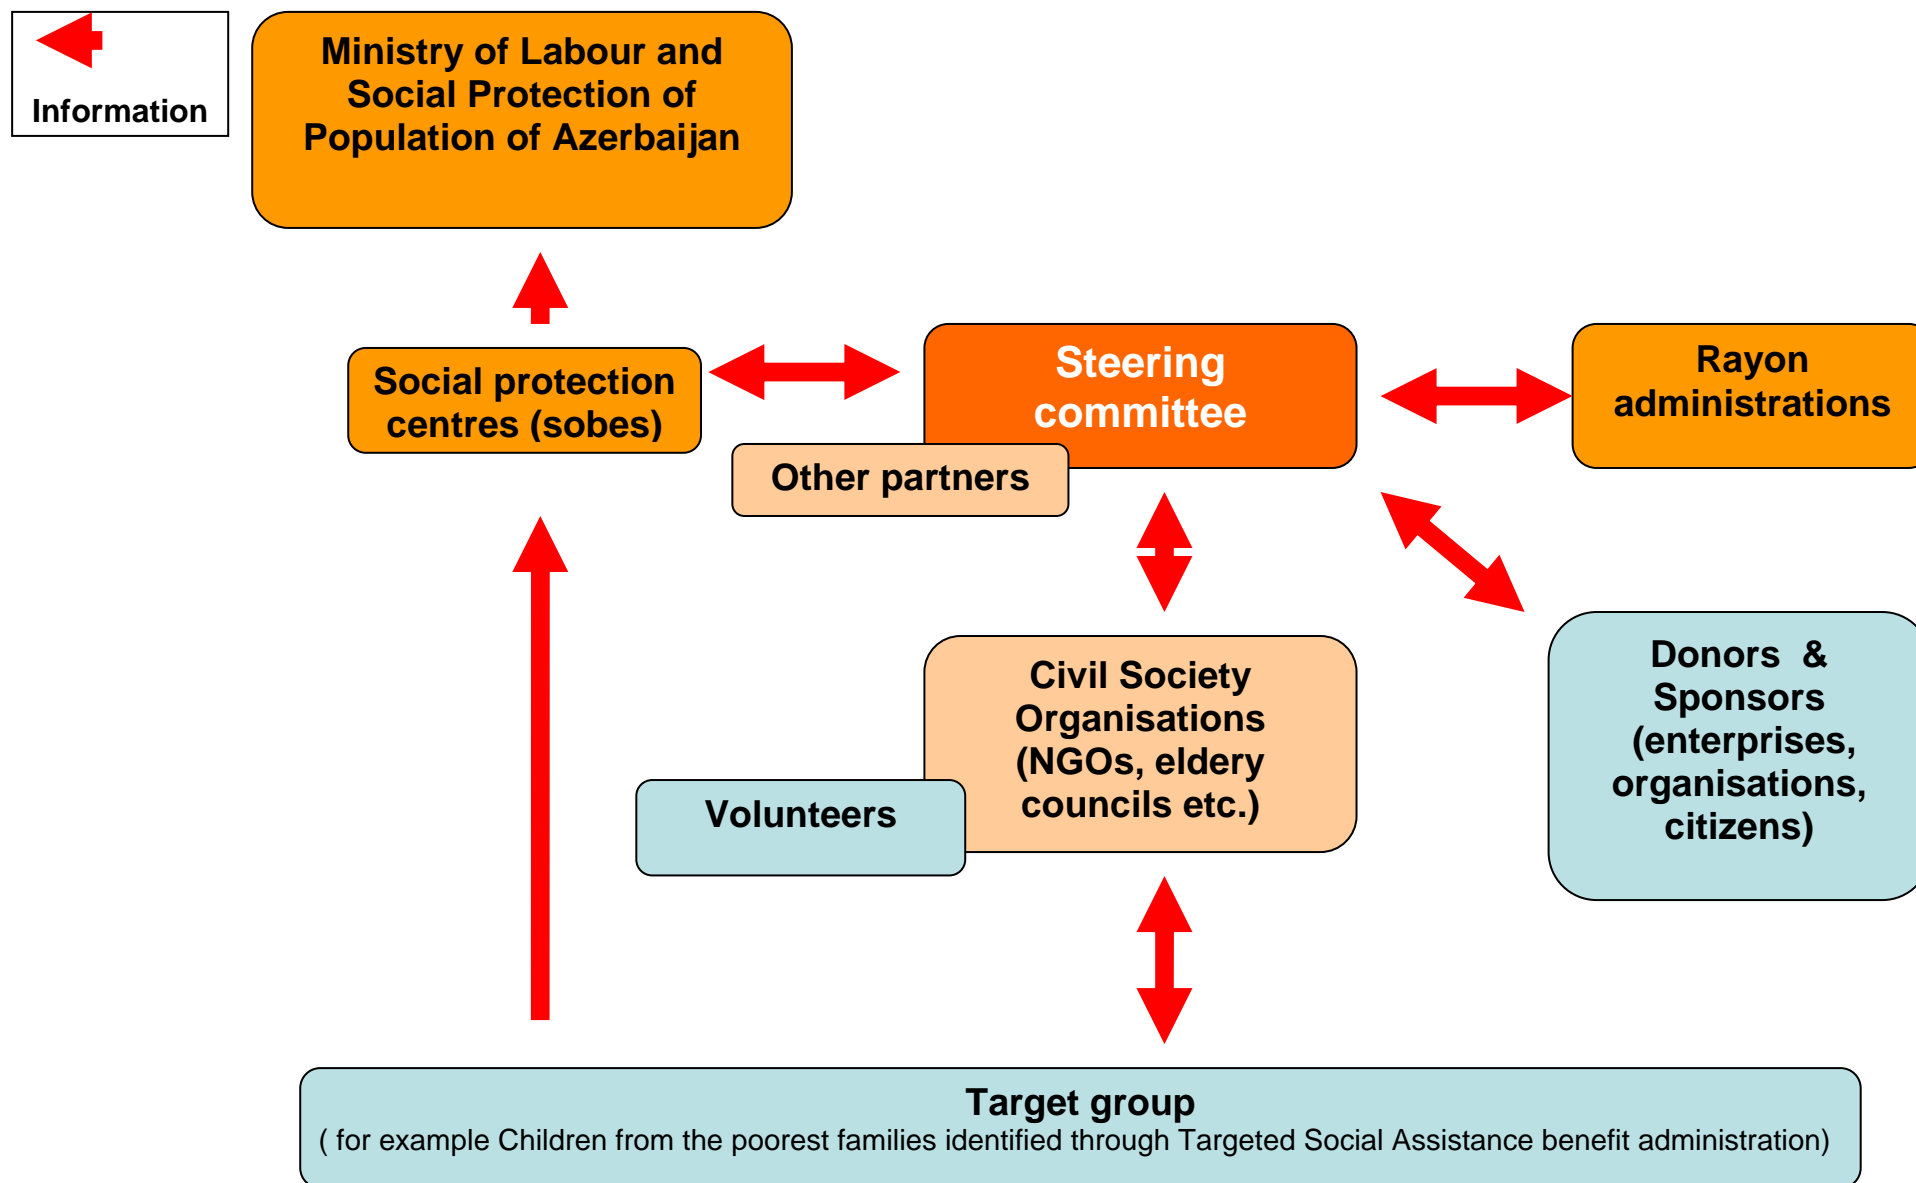 Information
Ministry of Labour and
Social Protection of
Population of Azerbaijan
Social protection
centres (sobes)
Steering
committee
Other partners
Rayon
administrations
Civil Society
Organisations
(NGOs, eldery
councils etc.)
Volunteers
Donors &
Sponsors
(enterprises,
organisations,
citizens)
Target group
( for example Children from the poorest families identified through Targeted Social Assistance benefit administration)